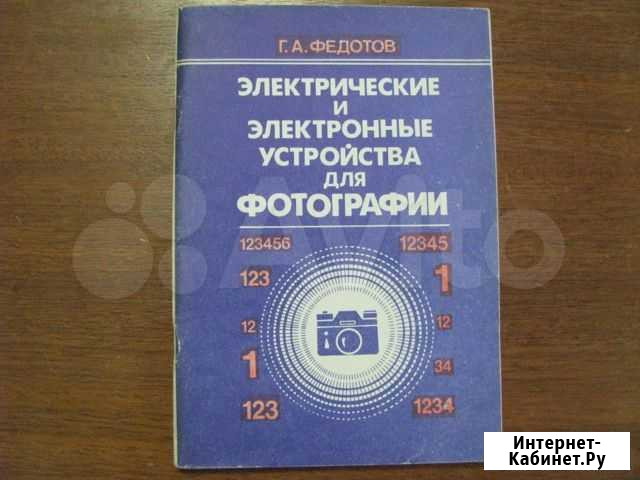 Г. А. ФЕДОТОВ
ЭЛЕКТРИЧЕСКИЕ
И
ЭЛЕКТРОННЫЕ
УСТРОЙСТВА
ДЛЯ
ФОТОГРАФИИ
123456 12345
123 1
12 12
1 34
123 1234
Avito
Интернет-
Кабинет.Ру